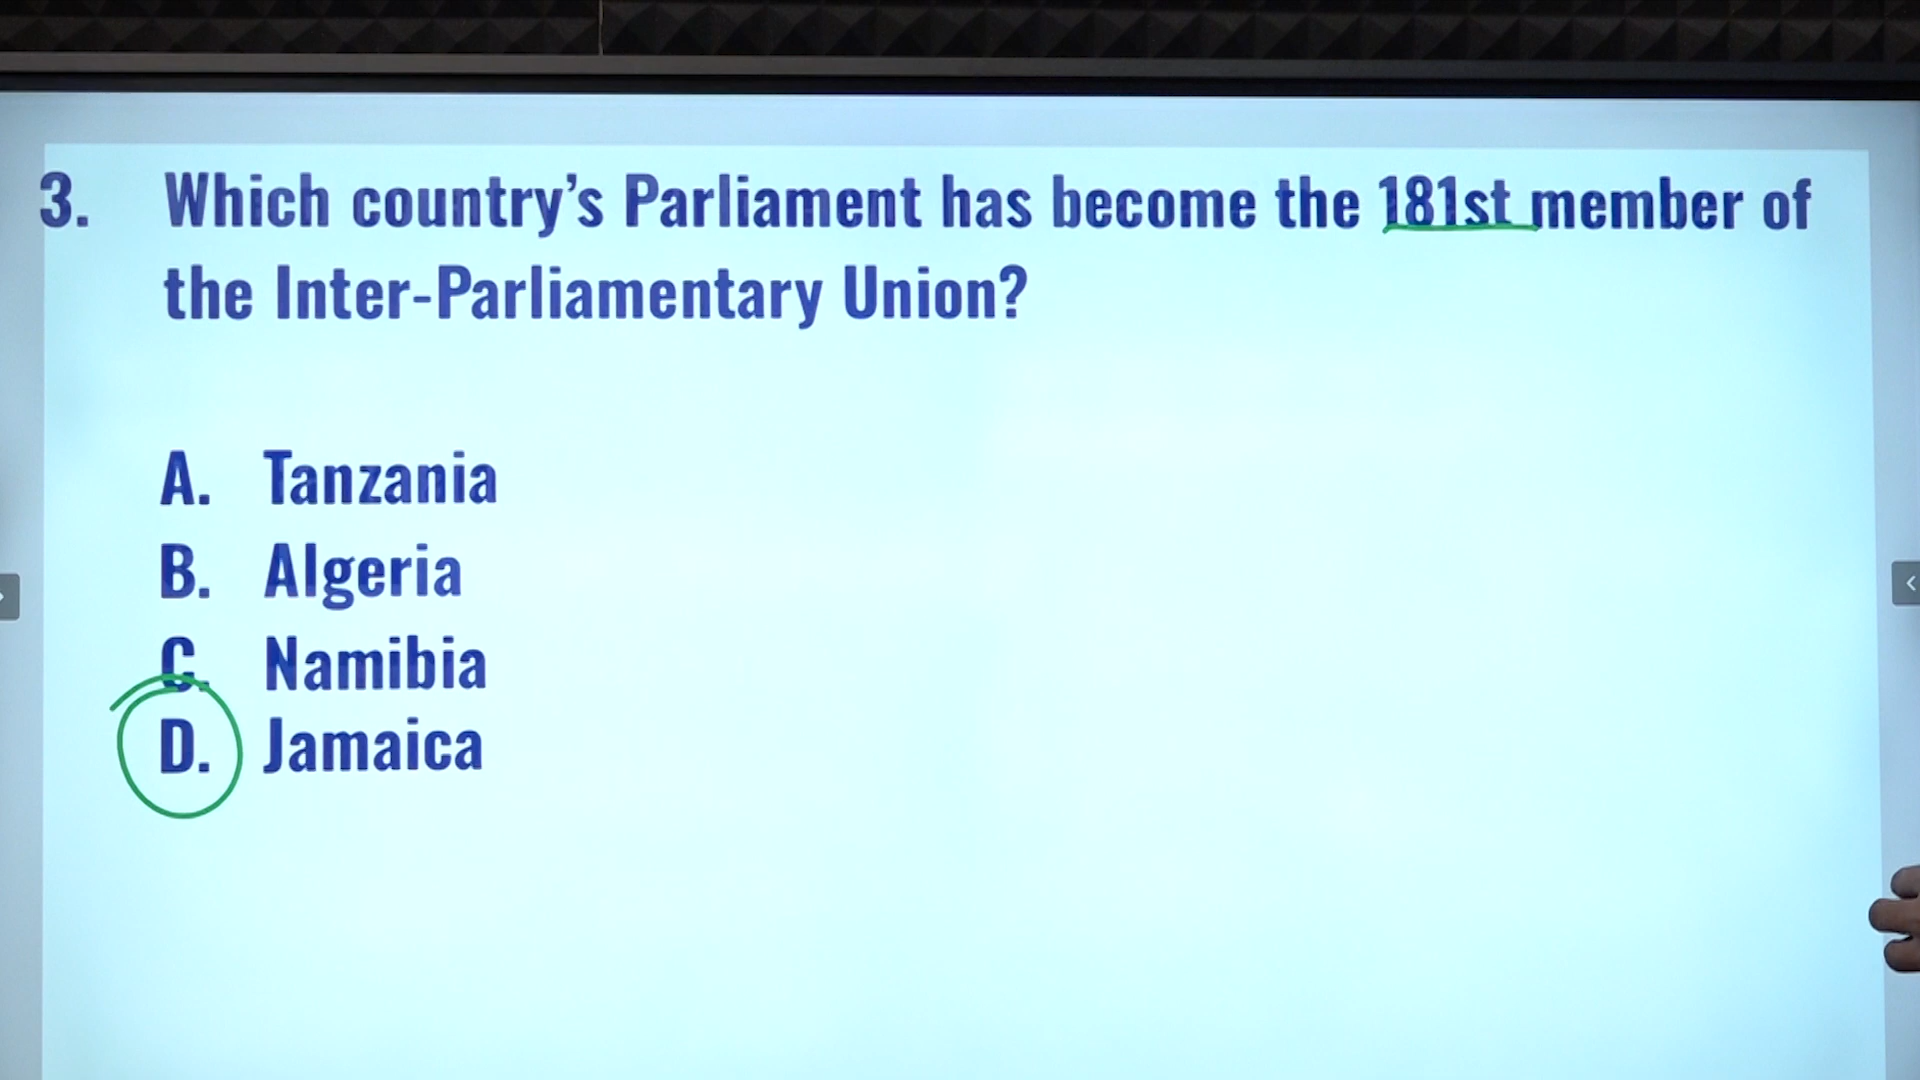 3. Which country's Parliament has become the 181st member of
the Inter-Parliamentary Union?
A. Tanzania
B. Algeria
C. Namibia
D. Jamaica